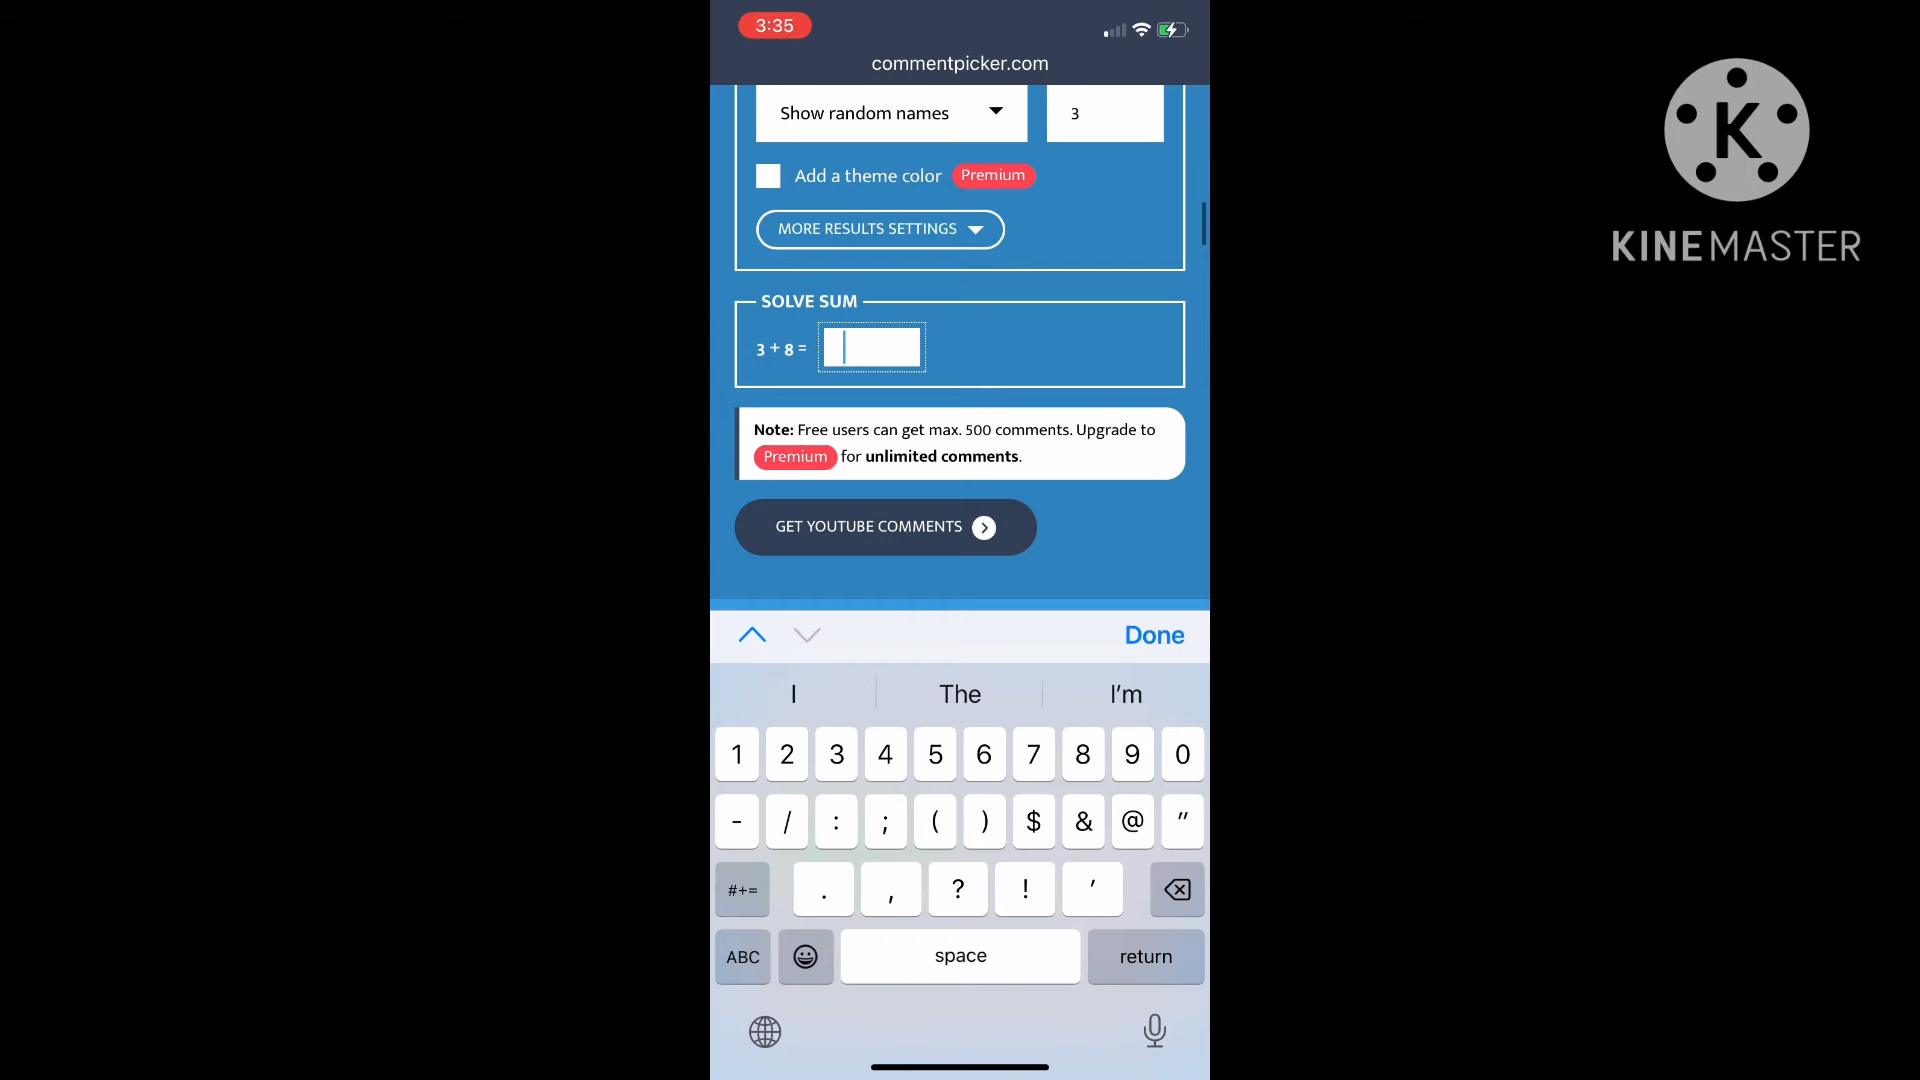 3:35
commentpicker.com
Show random names
3
Add a theme color Premium
MORE RESULTS SETTINGS
SOLVE SUM
3 + 8 =
Note: Free users can get max. 500 comments. Upgrade to
Premium for unlimited comments.
GET YOUTUBE COMMENTS
Done
I The I'm
1 2 3 4 5 6 7 8 9 0
- / : ; ( ) $ & @ "
#+= . , ? ! '
ABC space return
K
KINEMASTER